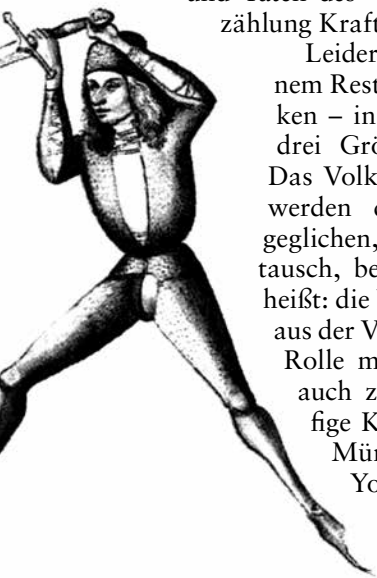 und Taten des
zählung Kraft
Leider
nem Rest
ken – in
drei Grö
Das Volk
werden
geglichen,
tausch, be
heißt: die
aus der V
Rolle m
auch z
fige K
Mün
Yo